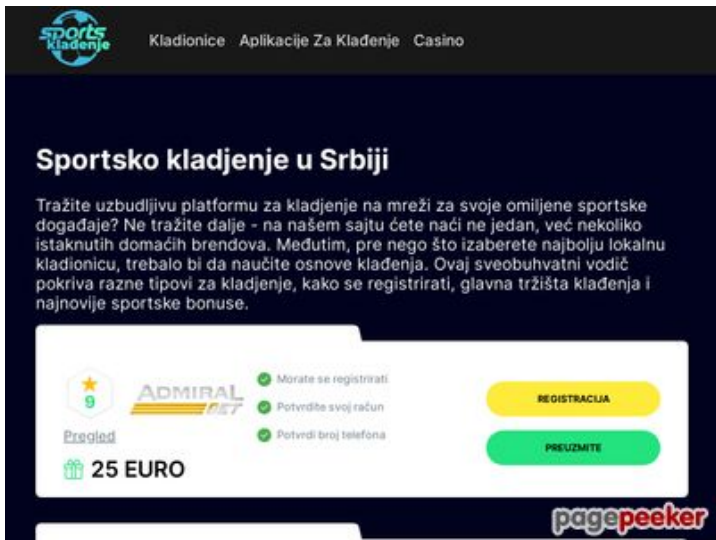 sports
klađenje
Kladionice Aplikacije Za Klađenje Casino
Sportsko kladjenje u Srbiji
Tražite uzbudljivu platformu za kladjenje na mreži za svoje omiljene sportske
događaje? Ne tražite dalje - na našem sajtu ćete naći ne jedan, već nekoliko
istaknutih domaćih brendova. Međutim, pre nego što izaberete najbolju lokalnu
kladionicu, trebalo bi da naučite osnove klađenja. Ovaj sveobuhvatni vodič
pokriva razne tipovi za kladjenje, kako se registrirati, glavna tržišta klađenja i
najnovije sportske bonuse.
9
Pregled
ADMIRAL
BET
25 EURO
Morate se registrirati
Potvrdite svoj račun
Potvrdi broj telefona
REGISTRACIJA
PREUZMITE
pagepeeker